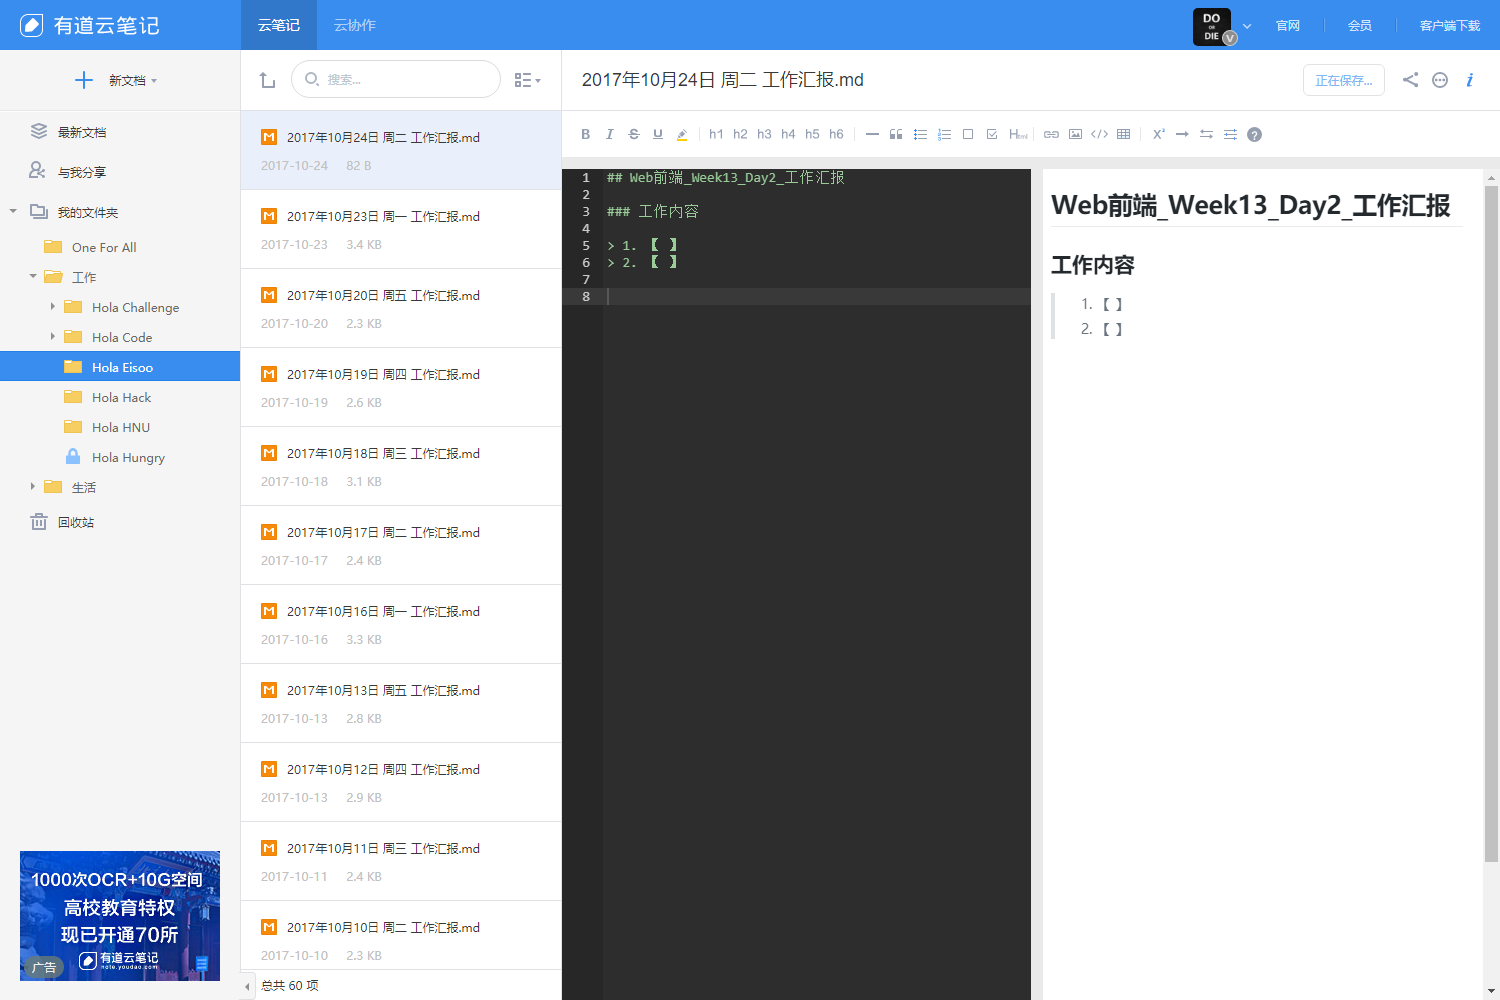 有道云笔记
云笔记
云协作
DO
OR
DIE
V
官网
会员
客户端下载
新文档
搜索...
2017年10月24日 周二 工作汇报.md
正在保存...
B I S U h1 h2 h3 h4 h5 h6 Html X² ?
最新文档
与我分享
我的文件夹
One For All
工作
Hola Challenge
Hola Code
Hola Eisoo
Hola Hack
Hola HNU
Hola Hungry
生活
回收站
1000次OCR+10G空间
高校教育特权
现已开通70所
有道云笔记
note.youdao.com
广告
M 2017年10月24日 周二 工作汇报.md
2017-10-24 82 B
M 2017年10月23日 周一 工作汇报.md
2017-10-23 3.4 KB
M 2017年10月20日 周五 工作汇报.md
2017-10-20 2.3 KB
M 2017年10月19日 周四 工作汇报.md
2017-10-19 2.6 KB
M 2017年10月18日 周三 工作汇报.md
2017-10-18 3.1 KB
M 2017年10月17日 周二 工作汇报.md
2017-10-17 2.4 KB
M 2017年10月16日 周一 工作汇报.md
2017-10-16 3.3 KB
M 2017年10月13日 周五 工作汇报.md
2017-10-13 2.8 KB
M 2017年10月12日 周四 工作汇报.md
2017-10-13 2.9 KB
M 2017年10月11日 周三 工作汇报.md
2017-10-11 2.4 KB
M 2017年10月10日 周二 工作汇报.md
2017-10-10 2.3 KB
总共 60 项
1 ## Web前端_Week13_Day2_工作汇报
2
3 ### 工作内容
4
5 > 1. 【 】
6 > 2. 【 】
7
8
Web前端_Week13_Day2_工作汇报
工作内容
1. 【 】
2. 【 】